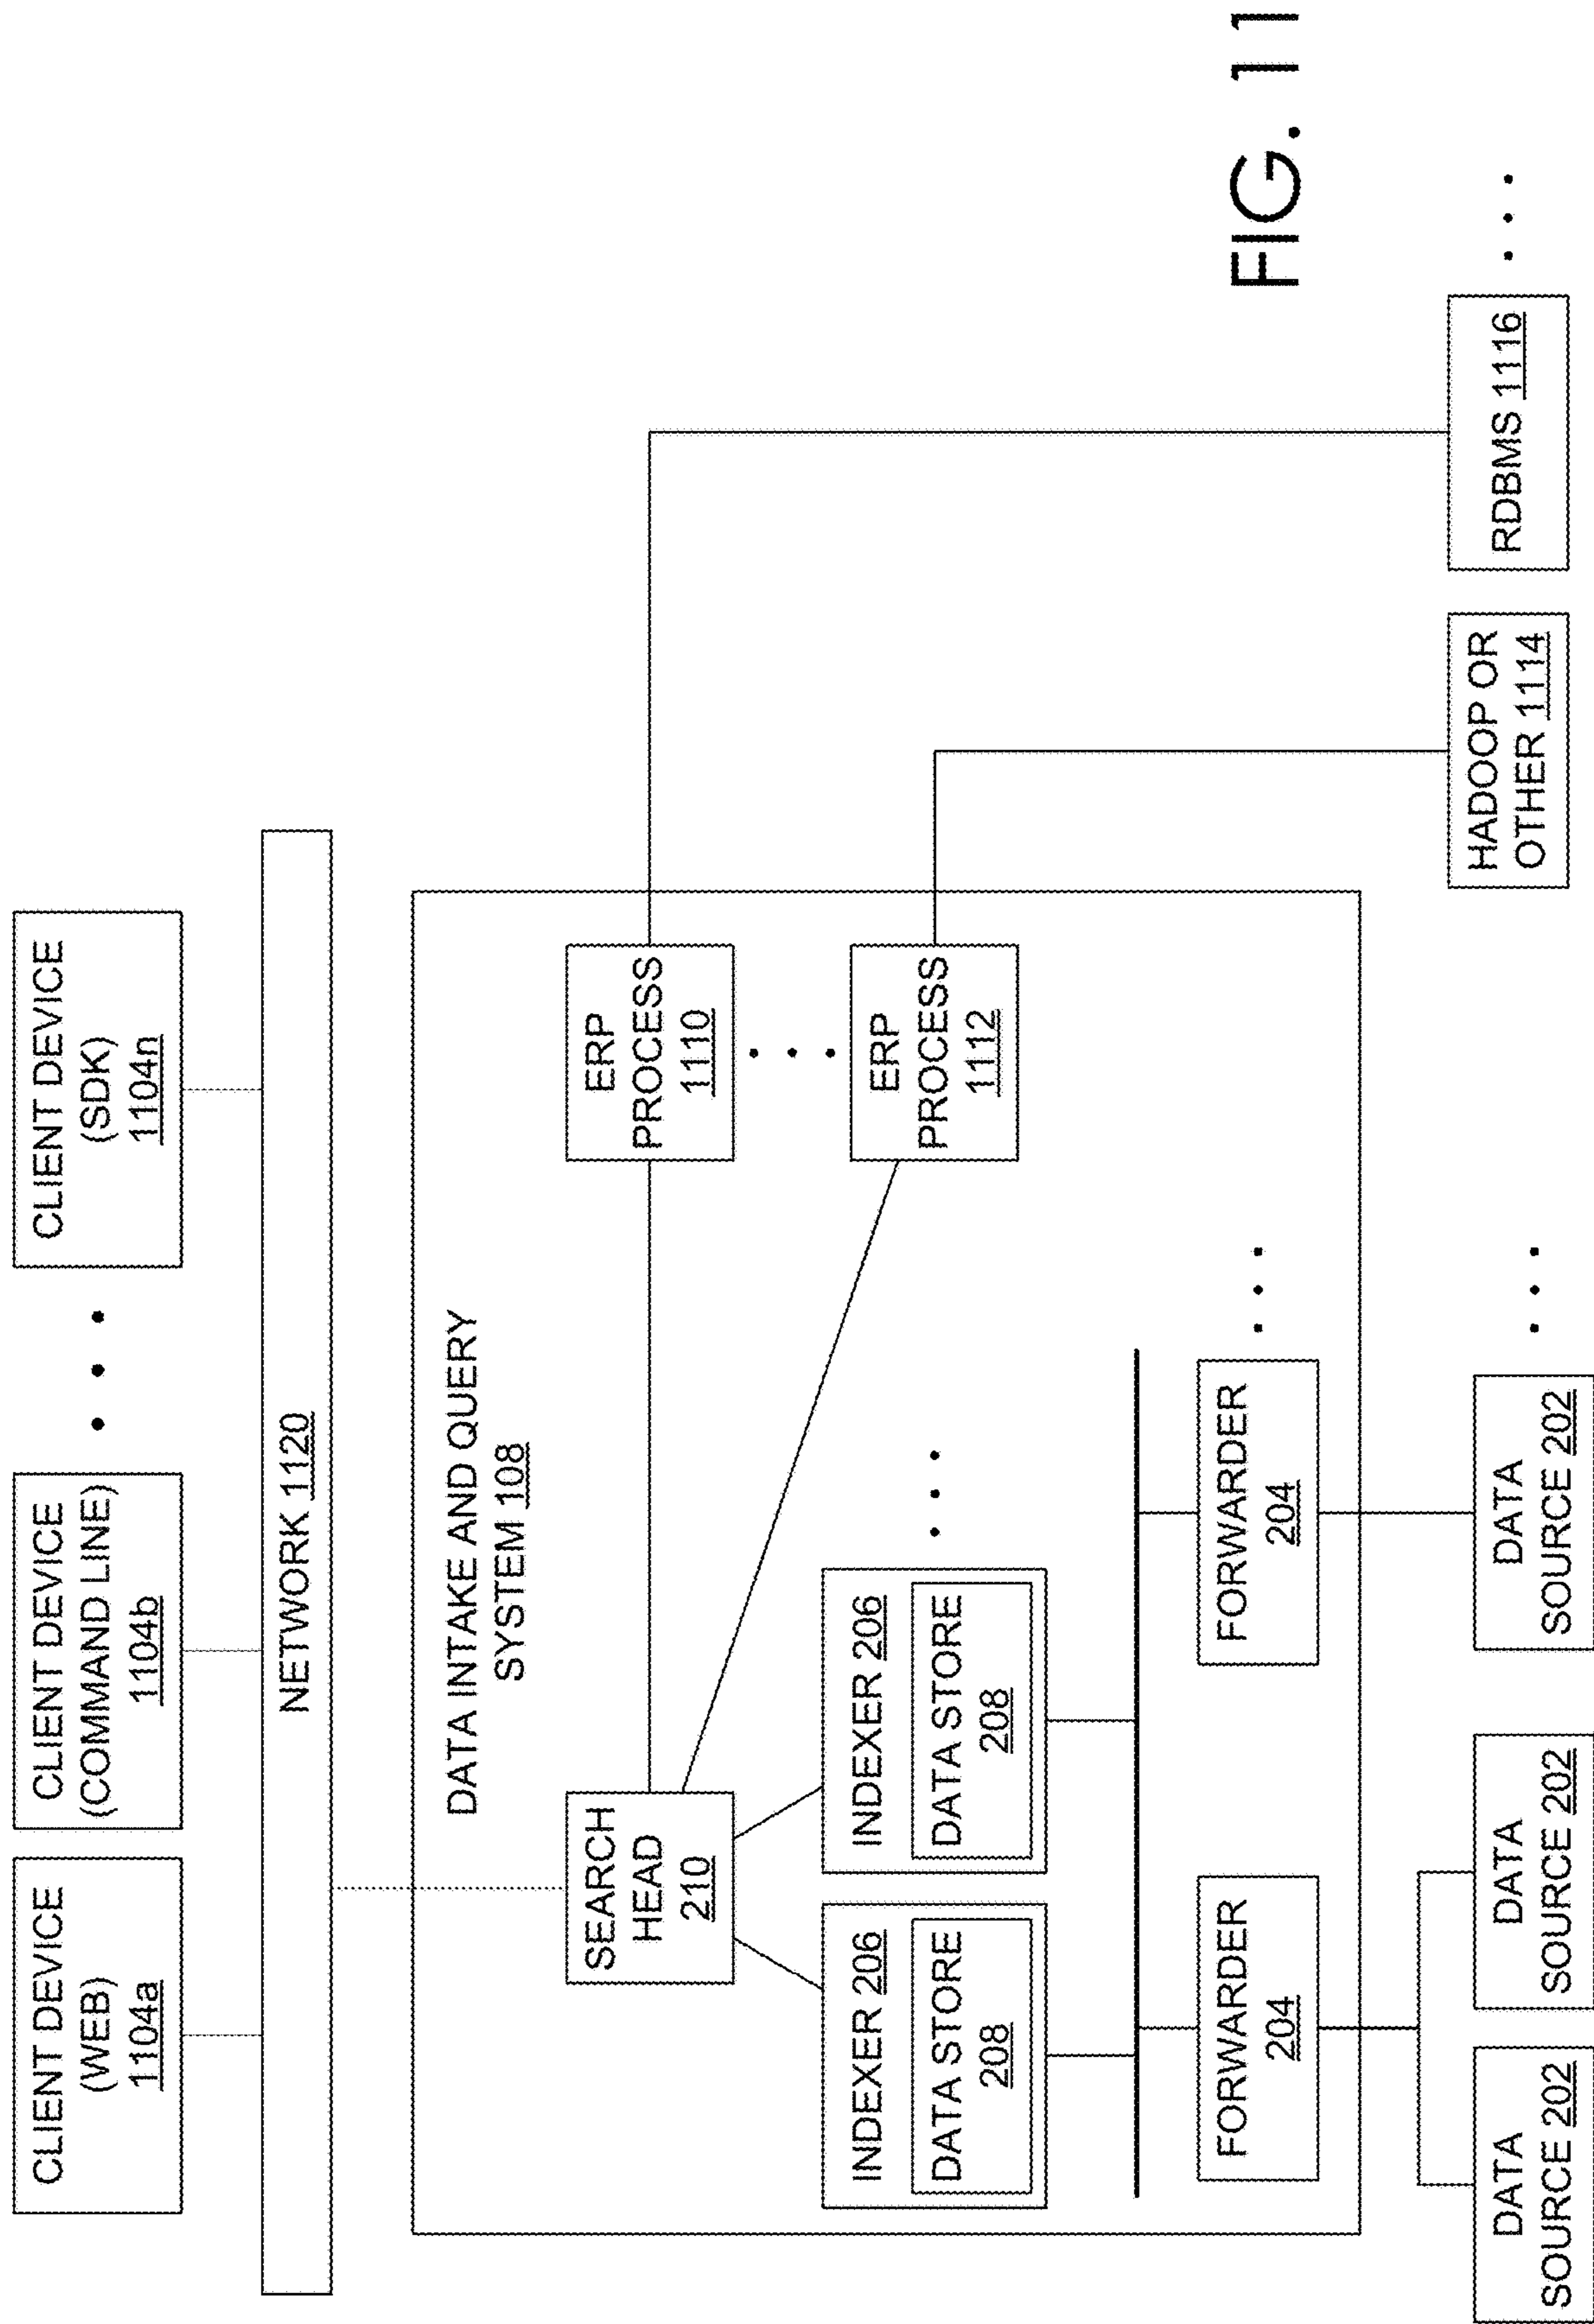 CLIENT DEVICE
(WEB)
1104a
CLIENT DEVICE
(COMMAND LINE)
1104b
CLIENT DEVICE
(SDK)
1104n
NETWORK 1120
DATA INTAKE AND QUERY
SYSTEM 108
SEARCH
HEAD
210
ERP
PROCESS
1110
INDEXER 206
DATA STORE
208
INDEXER 206
DATA STORE
208
ERP
PROCESS
1112
FORWARDER
204
FORWARDER
204
DATA
SOURCE 202
DATA
SOURCE 202
DATA
SOURCE 202
HADOOP OR
OTHER 1114
RDBMS 1116
FIG. 11